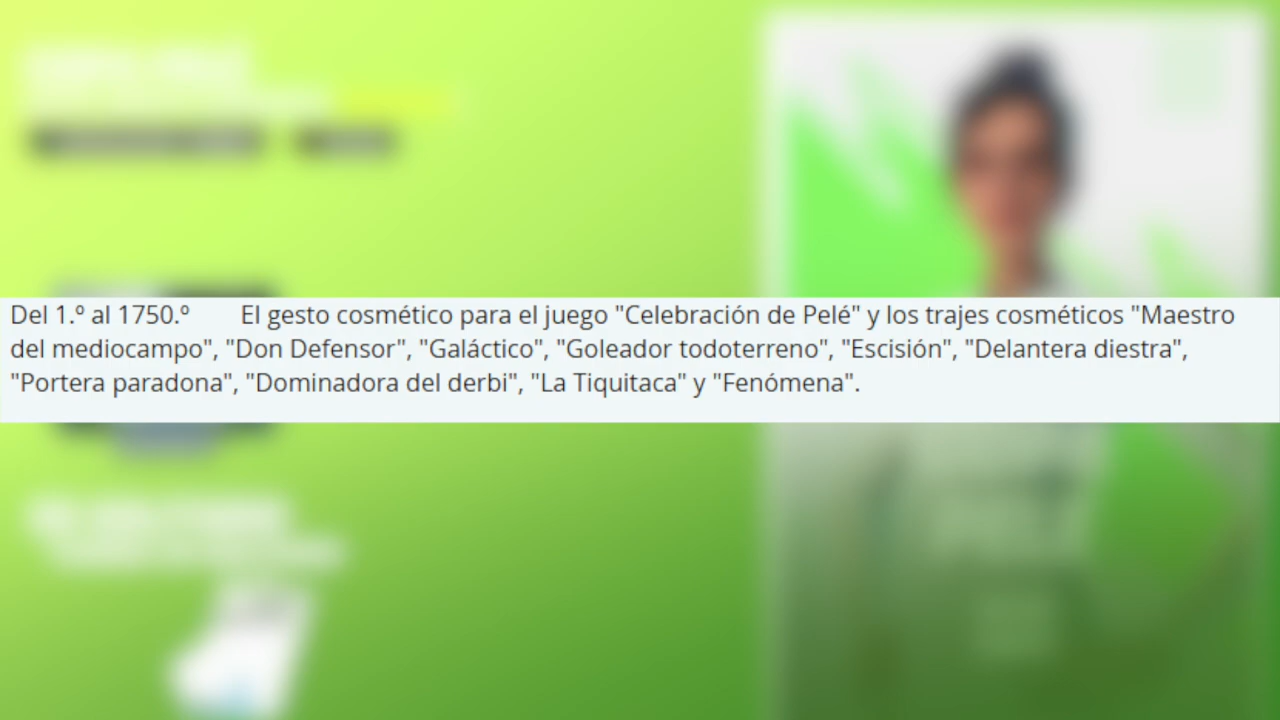 Del 1.º al 1750.º El gesto cosmético para el juego "Celebración de Pelé" y los trajes cosméticos "Maestro
del mediocampo", "Don Defensor", "Galáctico", "Goleador todoterreno", "Escisión", "Delantera diestra",
"Portera paradona", "Dominadora del derbi", "La Tiquitaca" y "Fenómena".